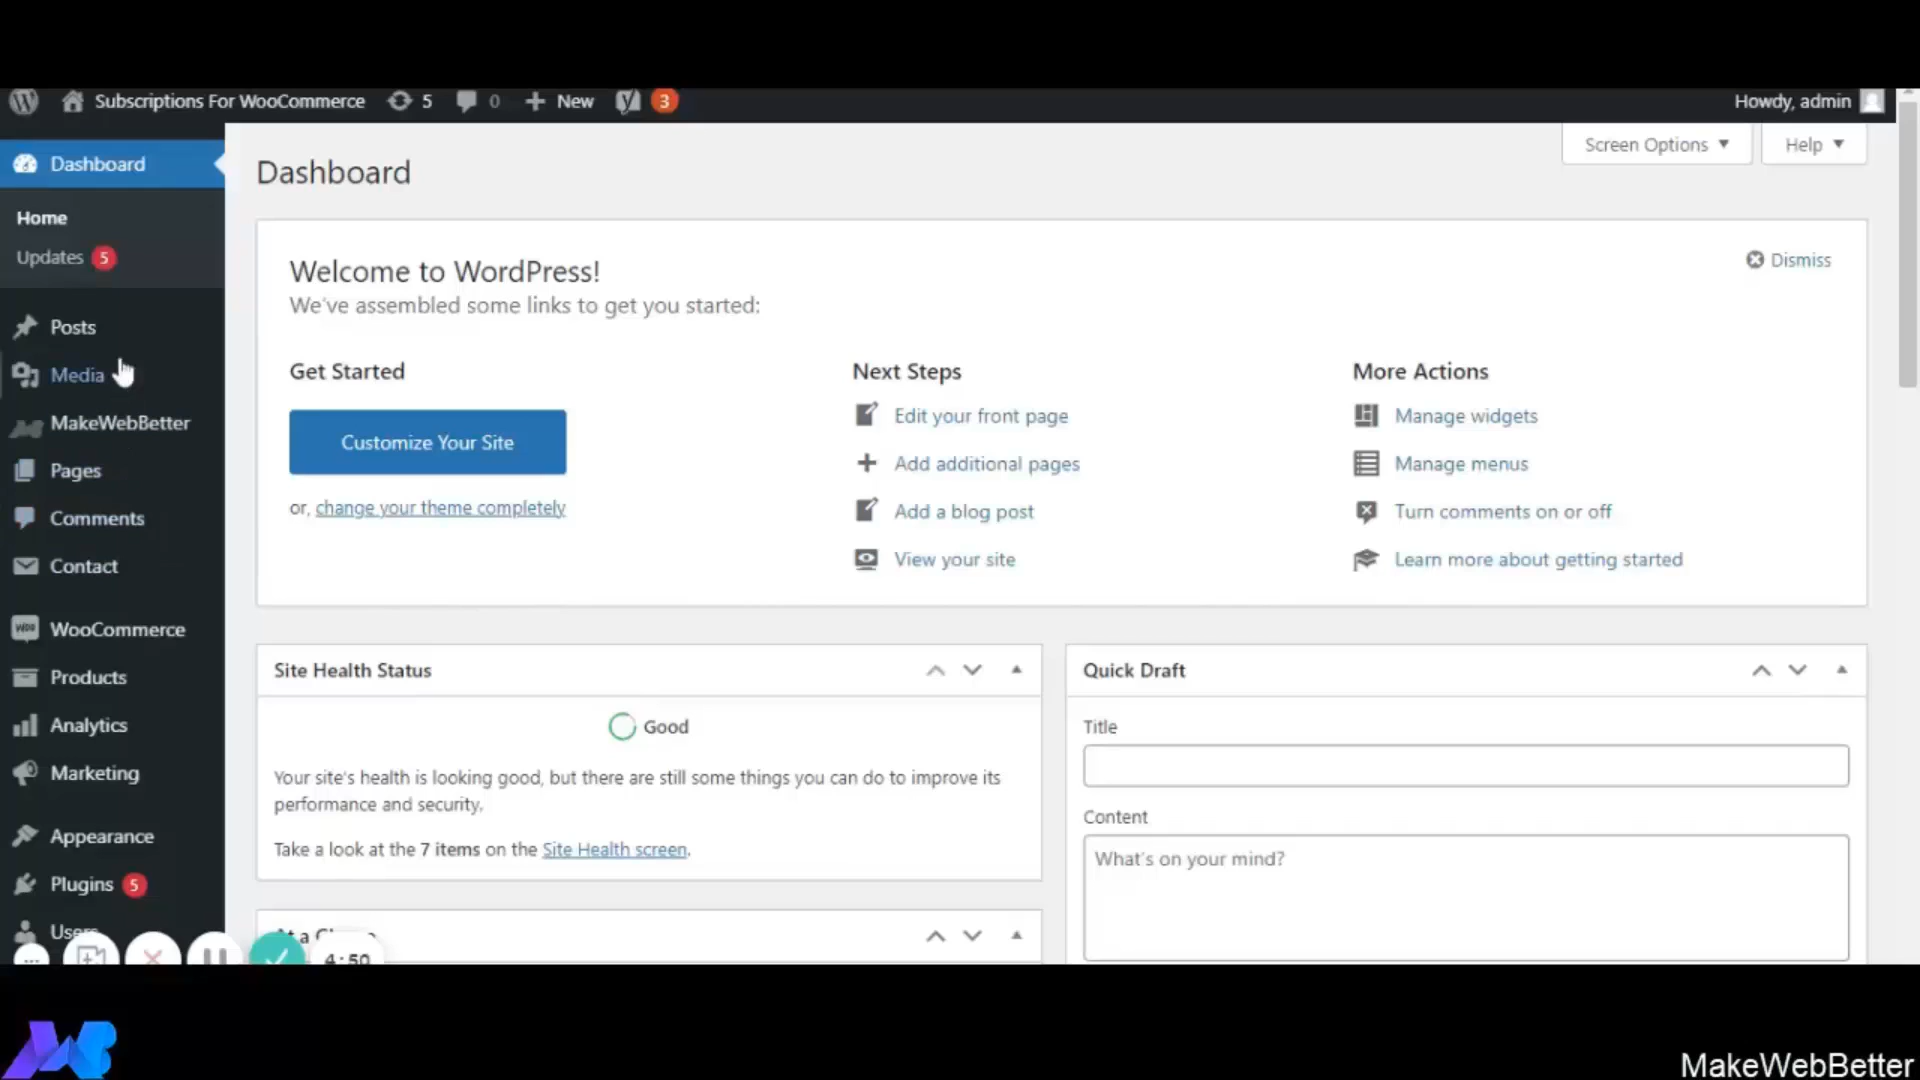 Subscriptions For WooCommerce 5 0 New 3 Howdy, admin
Screen Options Help
Dashboard
Home
Updates 5
Posts
Media
MakeWebBetter
Pages
Comments
Contact
WooCommerce
Products
Analytics
Marketing
Appearance
Plugins 5
Users
Dashboard
Welcome to WordPress!
We've assembled some links to get you started:
Dismiss
Get Started
Customize Your Site
or, change your theme completely
Next Steps
Edit your front page
Add additional pages
Add a blog post
View your site
More Actions
Manage widgets
Manage menus
Turn comments on or off
Learn more about getting started
Site Health Status
Good
Your site's health is looking good, but there are still some things you can do to improve its
performance and security.
Take a look at the 7 items on the Site Health screen.
Quick Draft
Title
Content
What's on your mind?
4:50
MakeWebBetter